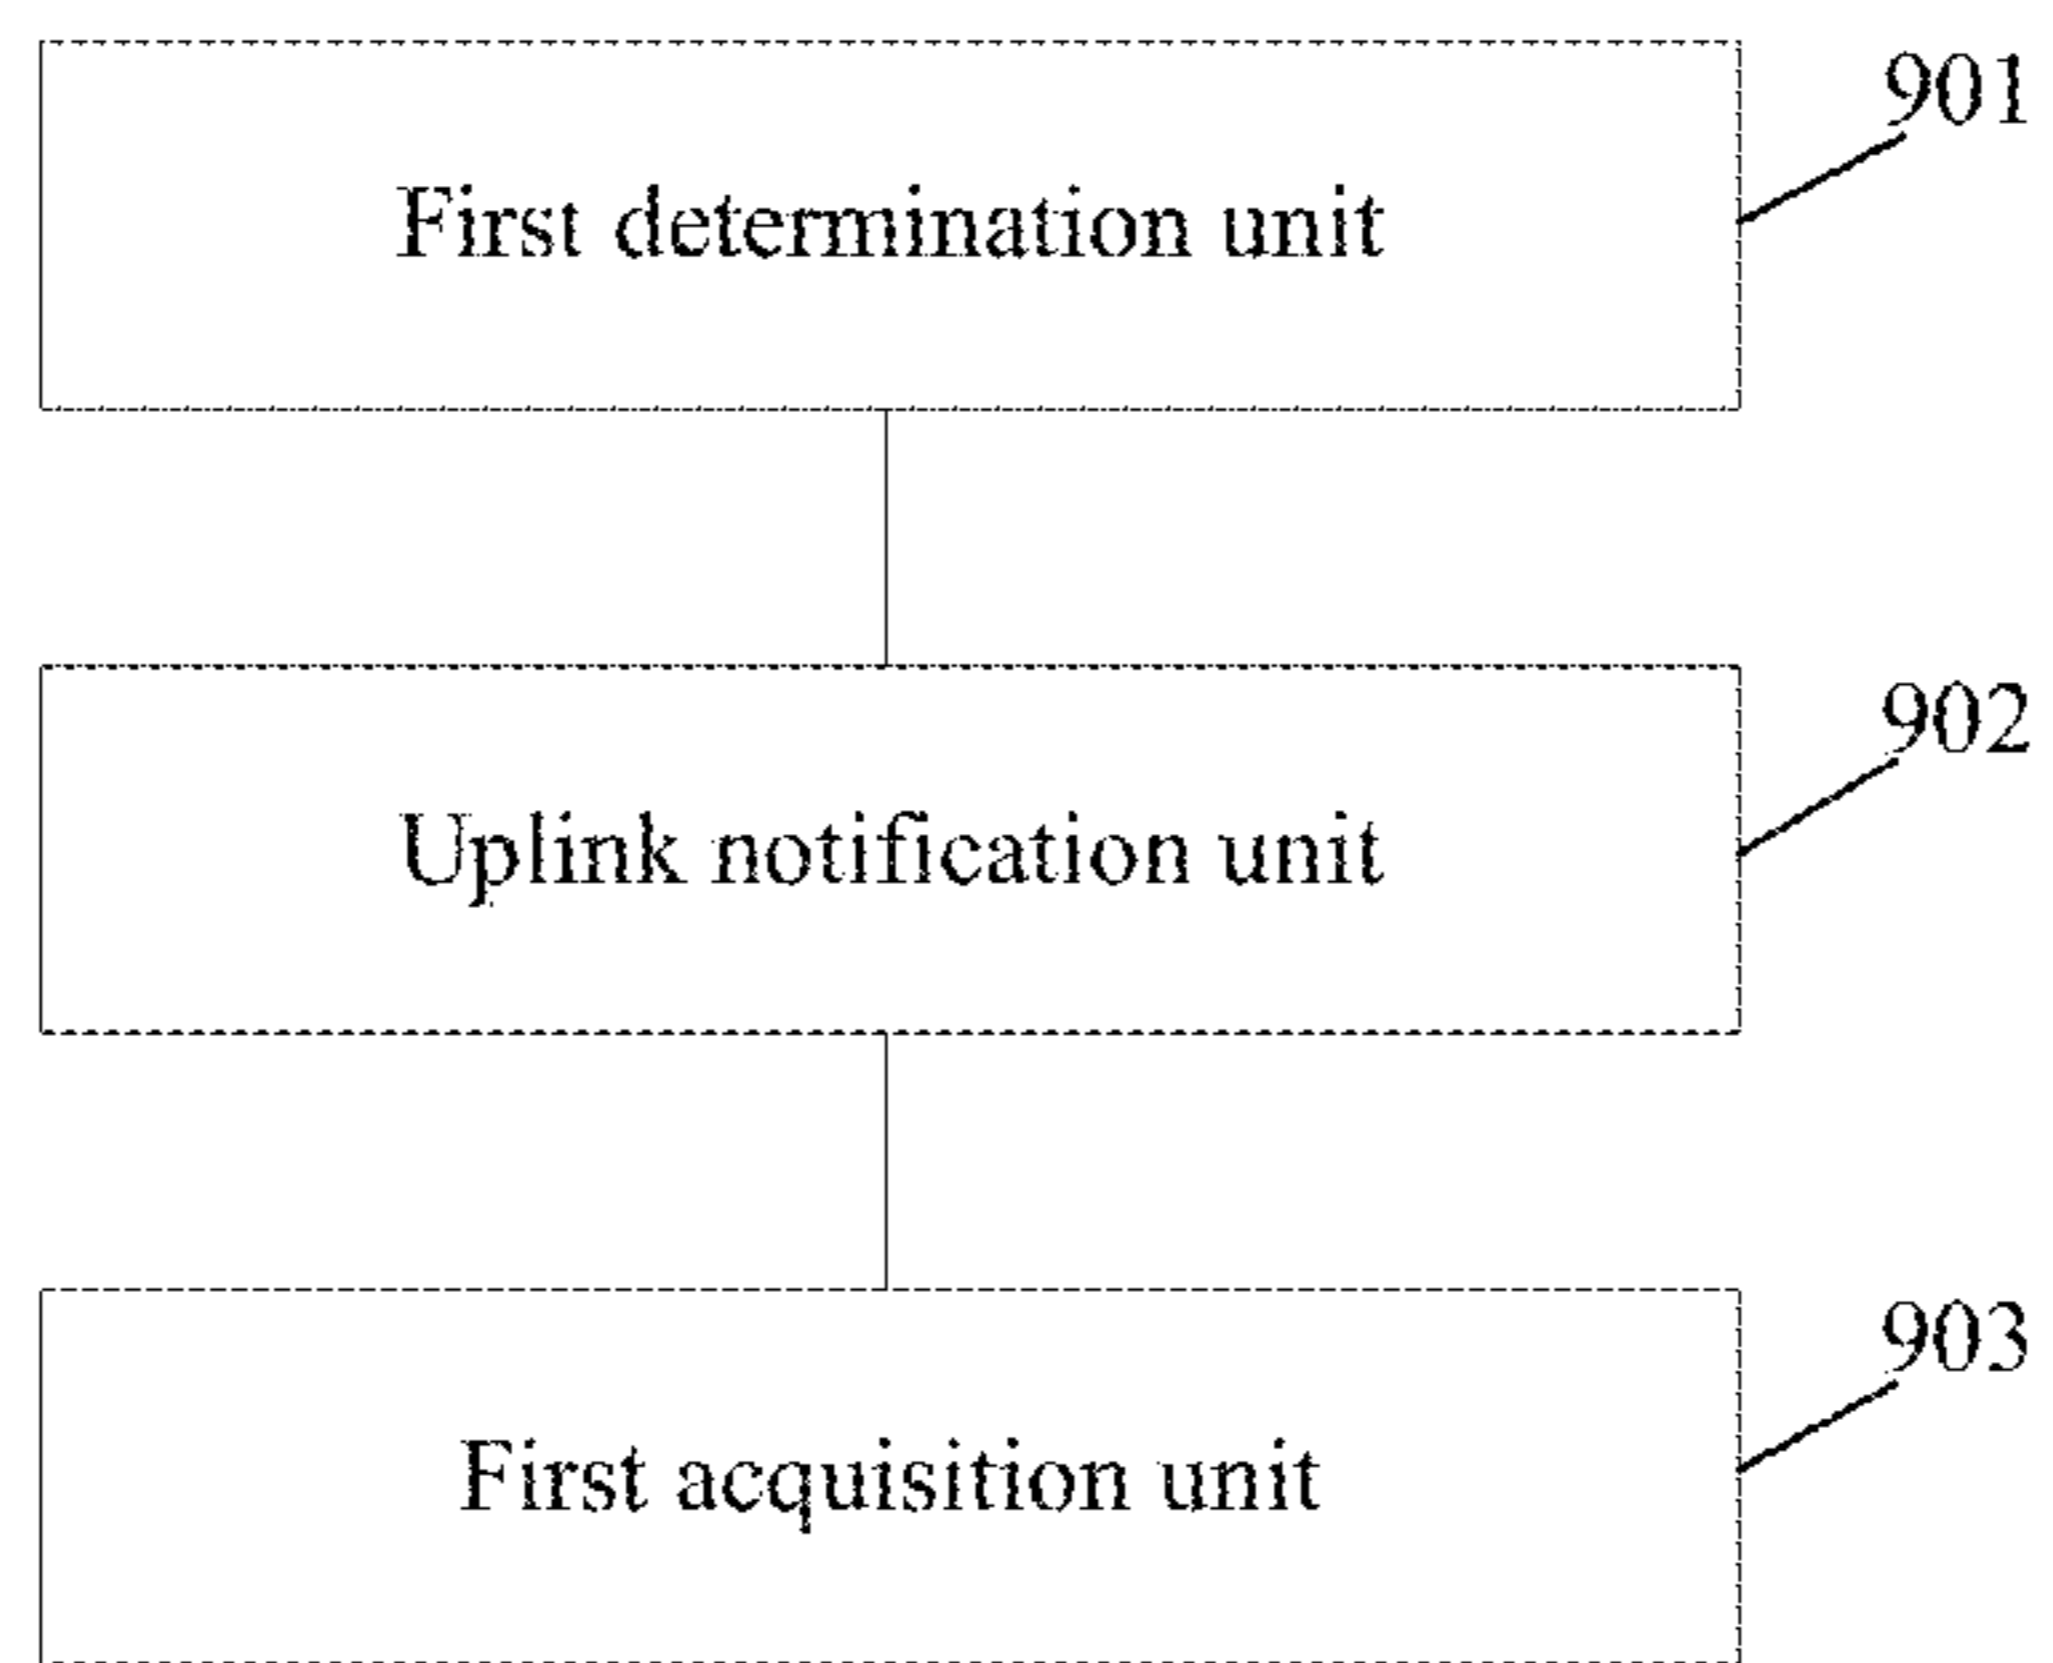 901
First determination unit
902
Uplink notification unit
903
First acquisition unit